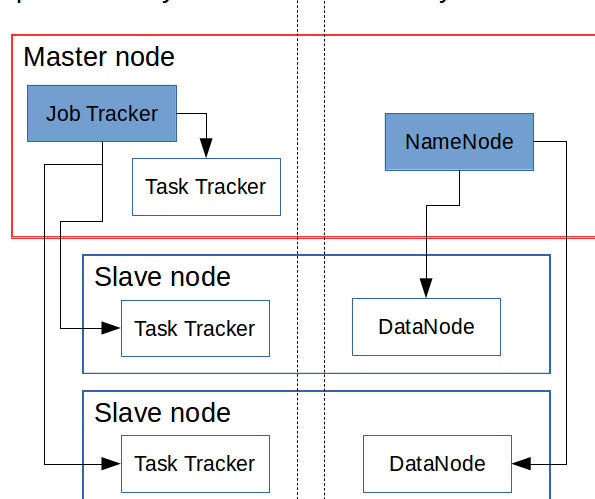 Master node
Job Tracker
NameNode
Task Tracker
Slave node
Task Tracker
DataNode
Slave node
Task Tracker
DataNode